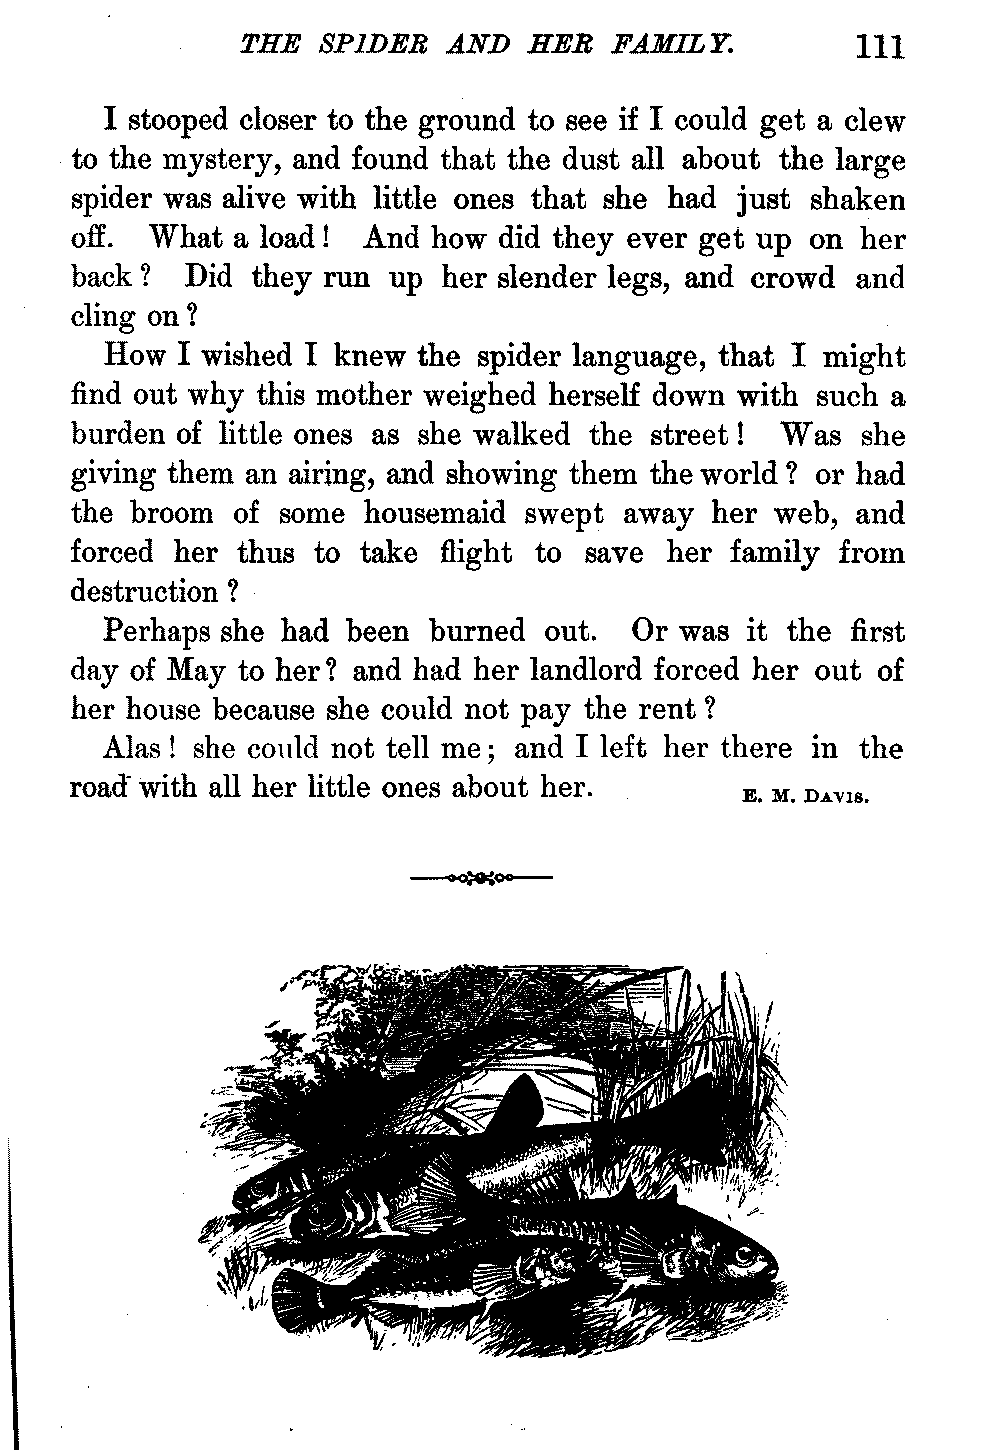 THE SPIDER AND HER FAMILY. 111
I stooped closer to the ground to see if I could get a clew
to the mystery, and found that the dust all about the large
spider was alive with little ones that she had just shaken
off. What a load! And how did they ever get up on her
back? Did they run up her slender legs, and crowd and
cling on?
How I wished I knew the spider language, that I might
find out why this mother weighed herself down with such a
burden of little ones as she walked the street! Was she
giving them an airing, and showing them the world? or had
the broom of some housemaid swept away her web, and
forced her thus to take flight to save her family from
destruction?
Perhaps she had been burned out. Or was it the first
day of May to her? and had her landlord forced her out of
her house because she could not pay the rent?
Alas! she could not tell me; and I left her there in the
road with all her little ones about her. E. M. DAVIS.